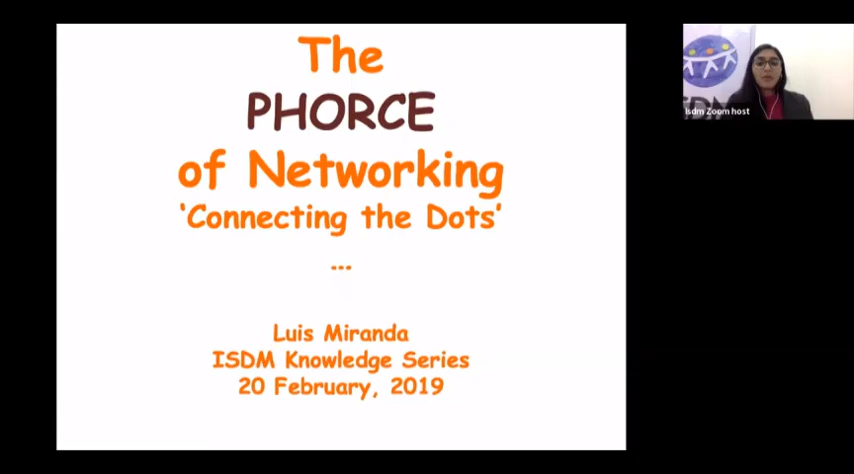 The
PHORCE
of Networking
‘Connecting the Dots’
...
Luis Miranda
ISDM Knowledge Series
20 February, 2019
isdm Zoom host